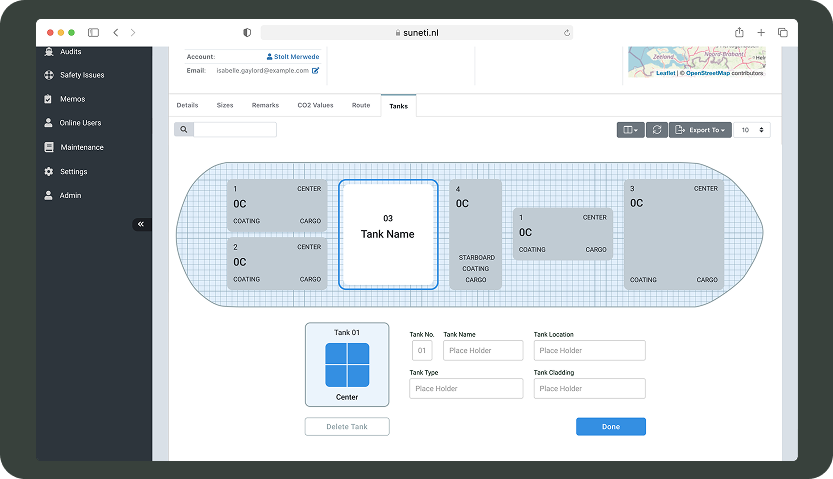 suneti.nl
Audits
Safety Issues
Memos
Online Users
Maintenance
Settings
Admin
«
Account: Stolt Merwede
Email: isabelle.gaylord@example.com
Zeeland
Noord-Brabant
Leaflet | © OpenStreetMap contributors
Details Sizes Remarks CO2 Values Route Tanks
Export To 10
1 CENTER
0C
COATING CARGO
2 CENTER
0C
COATING CARGO
03
Tank Name
4
0C
STARBOARD
COATING
CARGO
1 CENTER
0C
COATING CARGO
3 CENTER
0C
COATING CARGO
Tank 01
Center
Delete Tank
Tank No. Tank Name Tank Location
01 Place Holder Place Holder
Tank Type Tank Cladding
Place Holder Place Holder
Done